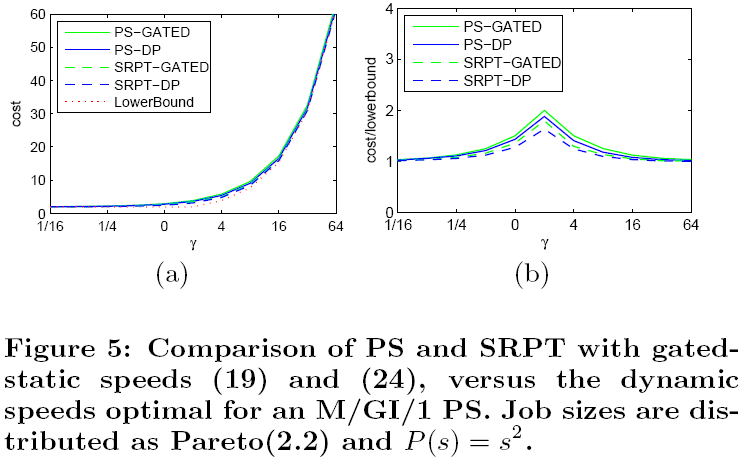 60
50
40
30
20
10
0
cost
PS-GATED
PS-DP
SRPT-GATED
SRPT-DP
LowerBound
1/16 1/4 0 4 16 64
γ
(a)
4
3
2
1
0
cost/lowerbound
PS-GATED
PS-DP
SRPT-GATED
SRPT-DP
1/16 1/4 0 4 16 64
γ
(b)
Figure 5: Comparison of PS and SRPT with gated-
static speeds (19) and (24), versus the dynamic
speeds optimal for an M/GI/1 PS. Job sizes are dis-
tributed as Pareto(2.2) and P(s) = s².